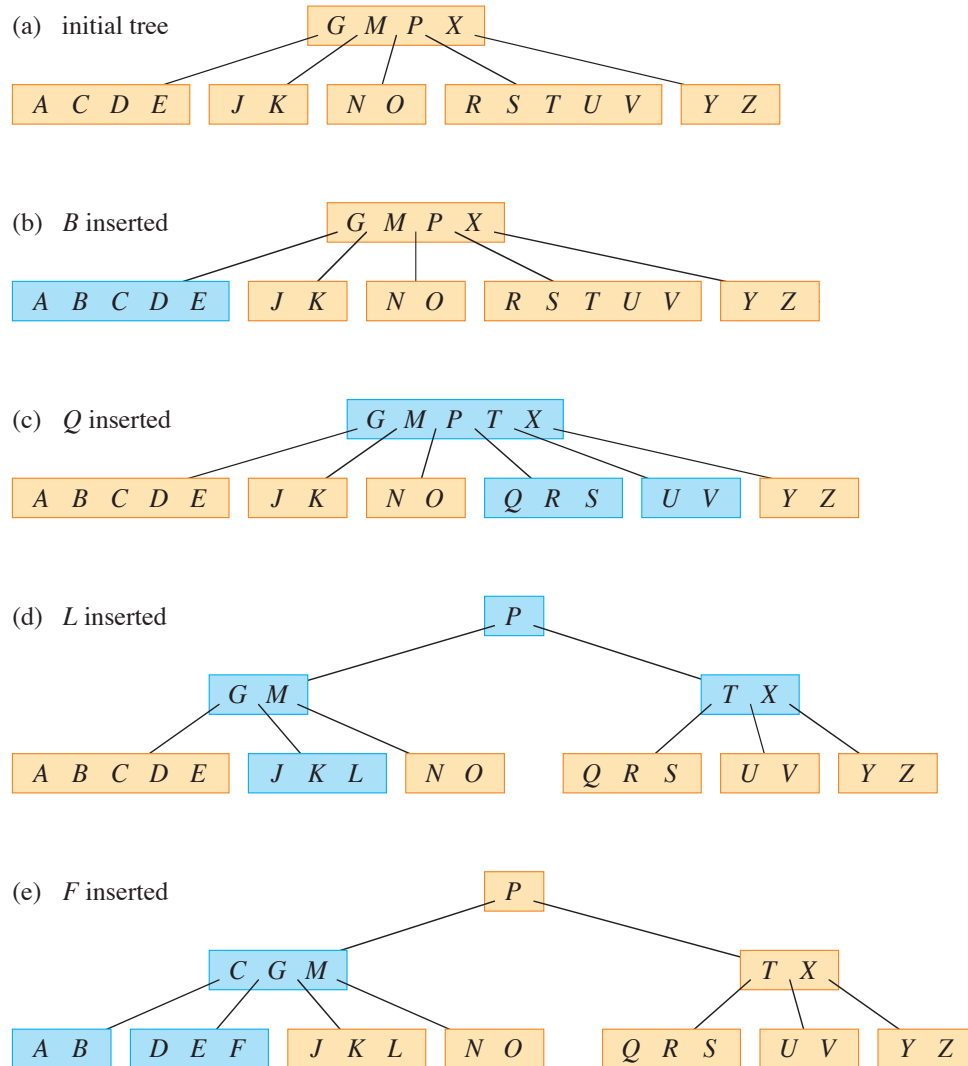 (a) initial tree G M P X
A C D E J K N O R S T U V Y Z
(b) B inserted G M P X
A B C D E J K N O R S T U V Y Z
(c) Q inserted G M P T X
A B C D E J K N O Q R S U V Y Z
(d) L inserted P
G M T X
A B C D E J K L N O Q R S U V Y Z
(e) F inserted P
C G M T X
A B D E F J K L N O Q R S U V Y Z